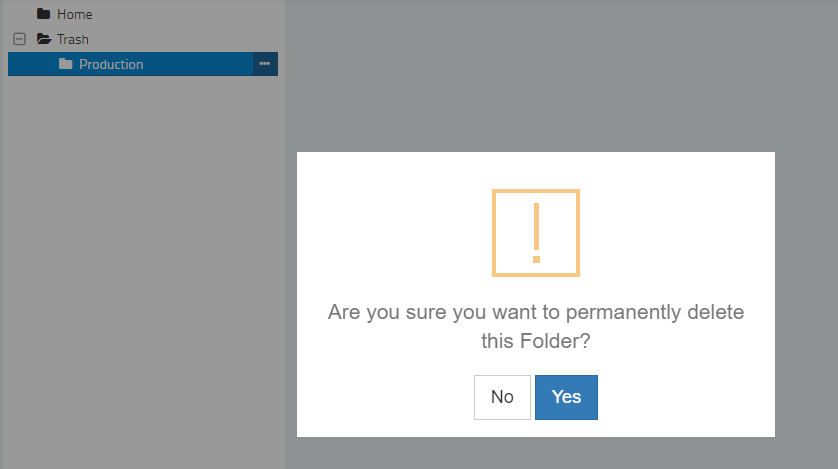 Home
Trash
Production
Are you sure you want to permanently delete
this Folder?
No Yes